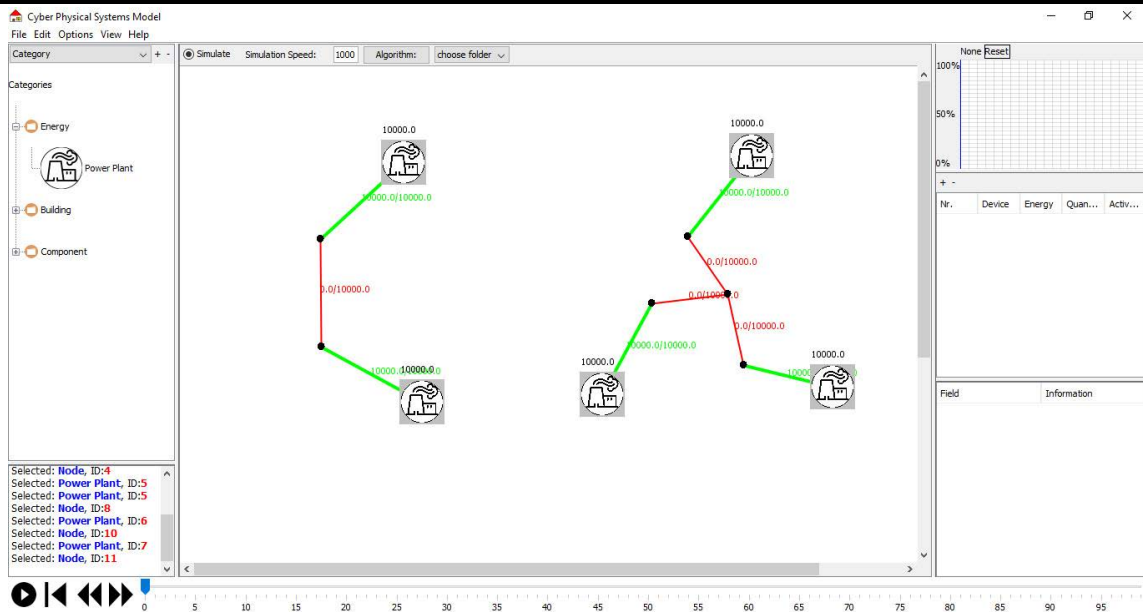 Cyber Physical Systems Model
File Edit Options View Help
Category + -
Simulate Simulation Speed: 1000 Algorithm: choose folder
None Reset
100%
50%
0%
Categories
Energy
Power Plant
Building
Component
10000.0
10000.0/10000.0
0.0/10000.0
10000.0
10000.0
10000.0/10000.0
0.0/10000.0
0.0/10000.0
0.0/10000.0
10000.0/10000.0
10000.0
10000.0
+ -
Nr. Device Energy Quan... Activ...
Field Information
Selected: Node, ID:4
Selected: Power Plant, ID:5
Selected: Power Plant, ID:5
Selected: Node, ID:8
Selected: Power Plant, ID:6
Selected: Node, ID:10
Selected: Power Plant, ID:7
Selected: Node, ID:11
0 5 10 15 20 25 30 35 40 45 50 55 60 65 70 75 80 85 90 95